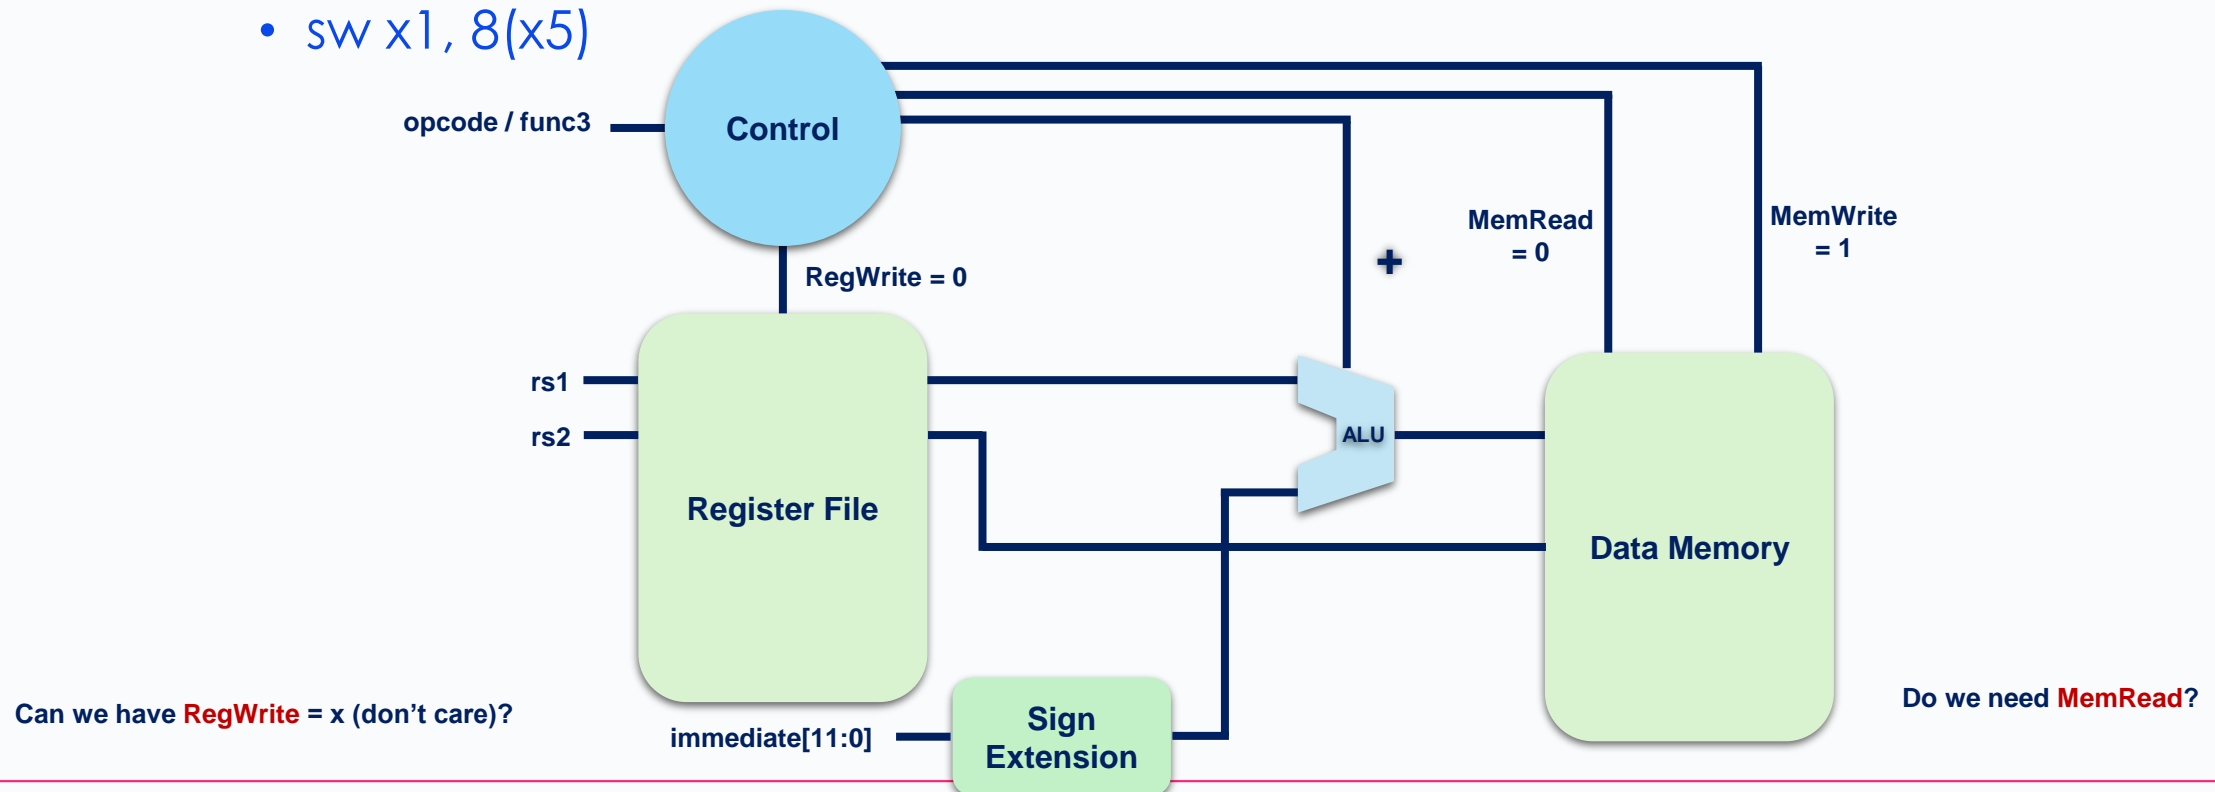 • sw x1, 8(x5)
opcode / func3
Control
RegWrite = 0
MemRead
= 0
MemWrite
= 1
+
rs1
rs2
Register File
ALU
Data Memory
Can we have RegWrite = x (don’t care)?
immediate[11:0]
Sign
Extension
Do we need MemRead?